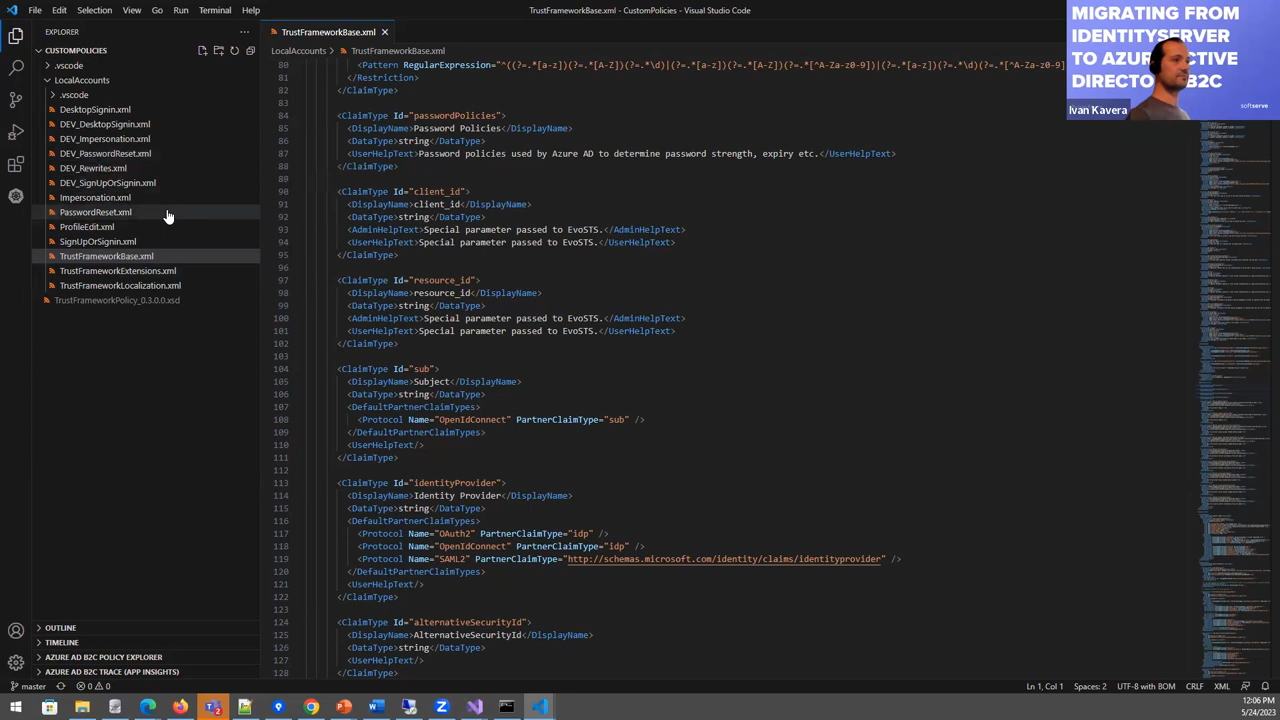 File Edit Selection View Go Run Terminal Help
TrustFrameworkBase.xml - CustomPolicies - Visual Studio Code
EXPLORER
CUSTOMPOLICIES
.vscode
LocalAccounts
.vencor
DesktopSignin.xml
DEV_DesktopSignin.xml
DEV_Impersonation.xml
DEV_PasswordReset.xml
DEV_Rewrites.xml
DEV_SignUpOrSignin.xml
Impersonation.xml
PasswordReset.xml
ProfileEdit.xml
SignUpOrSignin.xml
TrustFrameworkBase.xml
TrustFrameworkExtensions.xml
TrustFrameworkLocalization.xml
TrustFrameworkPolicy_0.3.0.0.xsd
OUTLINE
TIMELINE
AZURE AD B2C POLICY EXPLORER
AZURE AD B2C TRACE (APP INSIGHTS)
TrustFrameworkBase.xml
LocalAccounts > TrustFrameworkBase.xml
80 <Pattern RegularExpression="^((?=.*[a-z])(?=.*[A-Z])(?=.*\d)|(?=.*[a-z])(?=.*[A-Z])(?=.*[^A-Za-z0-9])|(?=.*[a-z])(?=.*\d)(?=.*[^A-Za-z0-9]
81 </Restriction>
82 </ClaimType>
83
84 <ClaimType Id="passwordPolicies">
85 <DisplayName>Password Policies</DisplayName>
86 <DataType>string</DataType>
87 <UserHelpText>Password policies used by Azure AD to determine password strength, expiry etc.</UserHelpText>
88 </ClaimType>
89
90 <ClaimType Id="client_id">
91 <DisplayName>client_id</DisplayName>
92 <DataType>string</DataType>
93 <AdminHelpText>Special parameter passed to EvoSTS.</AdminHelpText>
94 <UserHelpText>Special parameter passed to EvoSTS.</UserHelpText>
95 </ClaimType>
96
97 <ClaimType Id="resource_id">
98 <DisplayName>resource_id</DisplayName>
99 <DataType>string</DataType>
100 <AdminHelpText>Special parameter passed to EvoSTS.</AdminHelpText>
101 <UserHelpText>Special parameter passed to EvoSTS.</UserHelpText>
102 </ClaimType>
103
104 <ClaimType Id="sub">
105 <DisplayName>Subject</DisplayName>
106 <DataType>string</DataType>
107 <DefaultPartnerClaimTypes>
108 <Protocol Name="OpenIdConnect" PartnerClaimType="sub" />
109 </DefaultPartnerClaimTypes>
110 <UserHelpText/>
111 </ClaimType>
112
113 <ClaimType Id="identityProvider">
114 <DisplayName>Identity Provider</DisplayName>
115 <DataType>string</DataType>
116 <DefaultPartnerClaimTypes>
117 <Protocol Name="OAuth2" PartnerClaimType="idp" />
118 <Protocol Name="OpenIdConnect" PartnerClaimType="idp" />
119 <Protocol Name="SAML2" PartnerClaimType="http://schemas.microsoft.com/identity/claims/identityprovider" />
120 </DefaultPartnerClaimTypes>
121 <UserHelpText/>
122 </ClaimType>
123
124 <ClaimType Id="alternativeSecurityId">
125 <DisplayName>AlternativeSecurityId</DisplayName>
126 <DataType>string</DataType>
127 <UserHelpText/>
128 </ClaimType>
MIGRATING FROM
IDENTITYSERVER
TO AZURE
softserve
Ivan Kavera
master
0 0
Ln 1, Col 1 Spaces: 2 UTF-8 with BOM CRLF XML
12:06 PM
5/24/2023